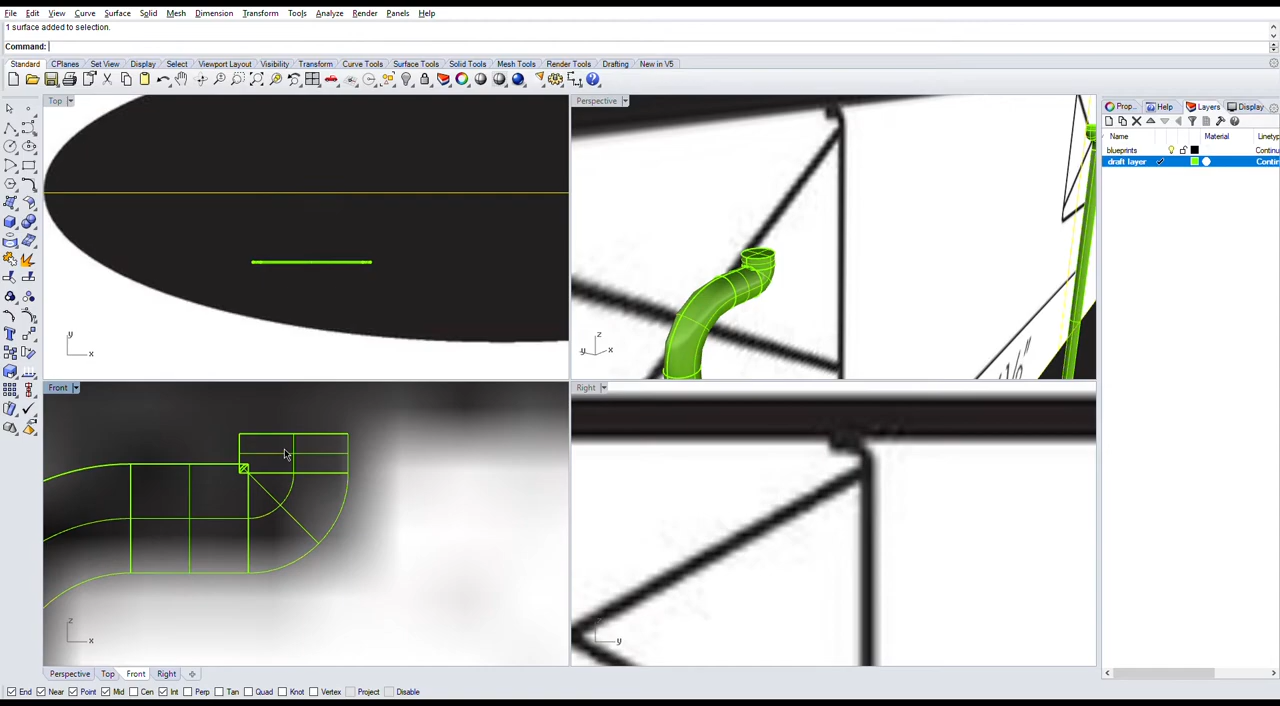 File Edit View Curve Surface Solid Mesh Dimension Transform Tools Analyze Render Panels Help
1 surface added to selection.
Command:
Standard CPlanes Set View Display Select Viewport Layout Visibility Transform Curve Tools Surface Tools Solid Tools Mesh Tools Render Tools Drafting New in V5
Top
Perspective
Prop... Help Layers Display
Name Material Linetyp
blueprints Continu
draft layer Contin
y
x
z
y
x
1/6"
Front
Right
z
x
z
y
Perspective Top Front Right
End Near Point Mid Cen Int Perp Tan Quad Knot Vertex Project Disable